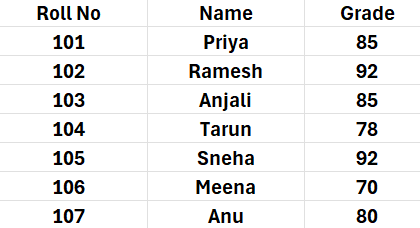 Roll No Name Grade
101 Priya 85
102 Ramesh 92
103 Anjali 85
104 Tarun 78
105 Sneha 92
106 Meena 70
107 Anu 80